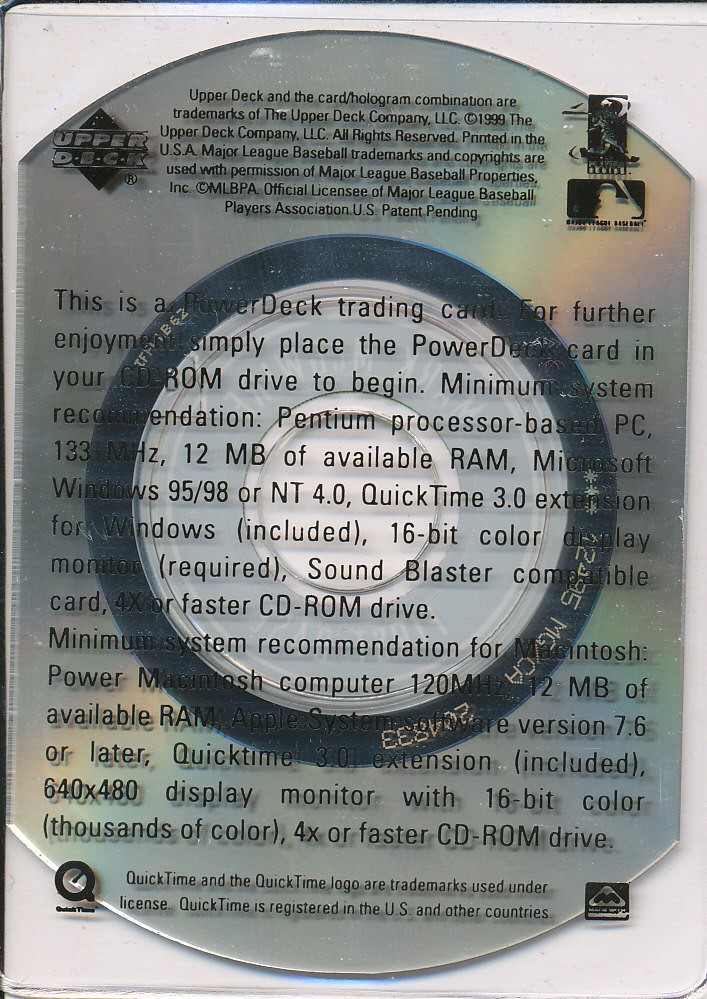 Upper Deck and the card/hologram combination are
trademarks of The Upper Deck Company, LLC. ©1999 The
Upper Deck Company, LLC. All Rights Reserved. Printed in the
U.S.A. Major League Baseball trademarks and copyrights are
used with permission of Major League Baseball Properties,
Inc. ©MLBPA. Official Licensee of Major League Baseball
Players Association U.S. Patent Pending
UPPER
DECK
®
MAJOR LEAGUE BASEBALL
This is a PowerDeck trading card. For further
enjoyment simply place the PowerDeck card in
your CD-ROM drive to begin. Minimum system
recommendation: Pentium processor-based PC,
133 MHz, 12 MB of available RAM, Microsoft
Windows 95/98 or NT 4.0, QuickTime 3.0 extension
for Windows (included), 16-bit color display
monitor (required), Sound Blaster compatible
card, 4X or faster CD-ROM drive.
Minimum system recommendation for Macintosh:
Power Macintosh computer 120MHz, 12 MB of
available RAM, Apple System software version 7.6
or later, Quicktime 3.0 extension (included),
640x480 display monitor with 16-bit color
(thousands of color), 4x or faster CD-ROM drive.
QuickTime
QuickTime and the QuickTime logo are trademarks used under
license. QuickTime is registered in the U.S. and other countries.